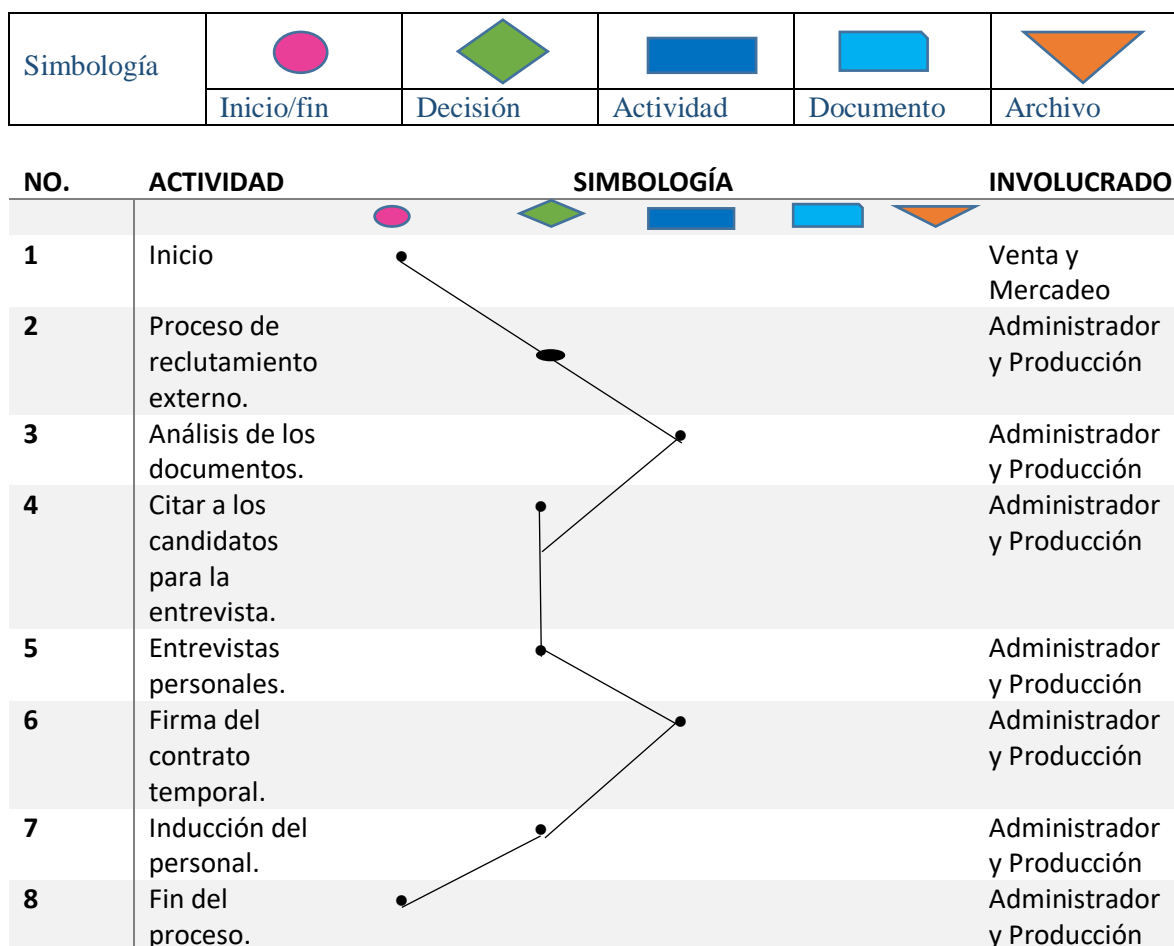 Simbología
Inicio/fin Decisión Actividad Documento Archivo
NO. ACTIVIDAD SIMBOLOGÍA INVOLUCRADO
1 Inicio Venta y
Mercadeo
2 Proceso de Administrador
reclutamiento y Producción
externo.
3 Análisis de los Administrador
documentos. y Producción
4 Citar a los Administrador
candidatos y Producción
para la
entrevista.
5 Entrevistas Administrador
personales. y Producción
6 Firma del Administrador
contrato y Producción
temporal.
7 Inducción del Administrador
personal. y Producción
8 Fin del Administrador
proceso. y Producción